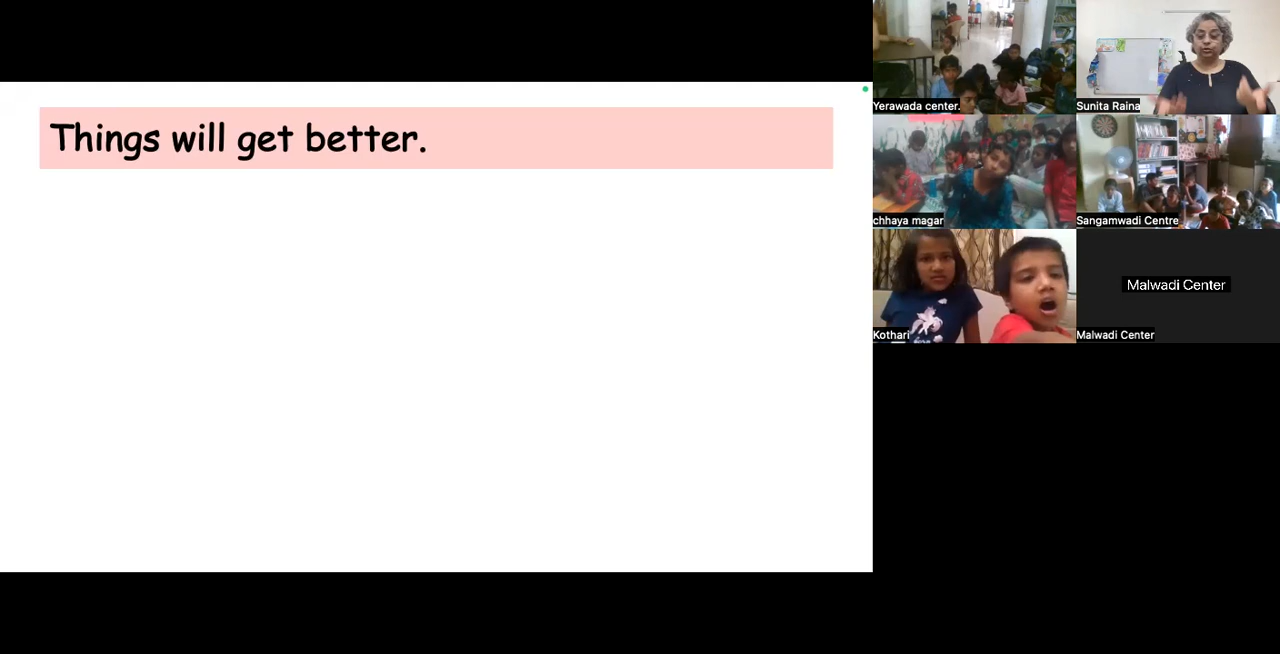 Things will get better.
Yerawada center.
Sunita Raina
chhaya magar
Sangamwadi Centre
Kothari
Malwadi Center
Malwadi Center